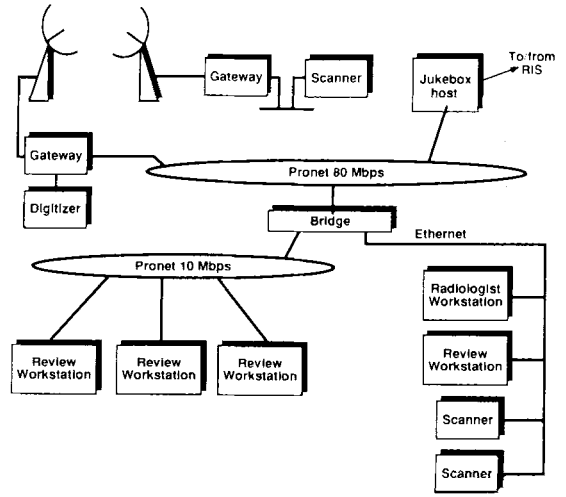 Gateway
Scanner
Jukebox
host
To/from
RIS
Gateway
Digitizer
Pronet 80 Mbps
Bridge
Ethernet
Pronet 10 Mbps
Radiologist
Workstation
Review
Workstation
Review
Workstation
Review
Workstation
Review
Workstation
Scanner
Scanner